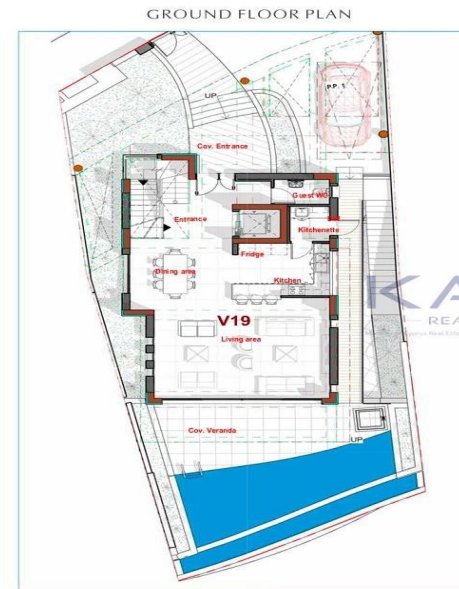 GROUND FLOOR PLAN
P.P. 1
UP
Cov. Entrance
Guest WC
Entrance
Kitchenette
Fridge
Dining area
Kitchen
V19
Living area
KA
REA
Cov. Veranda
UP